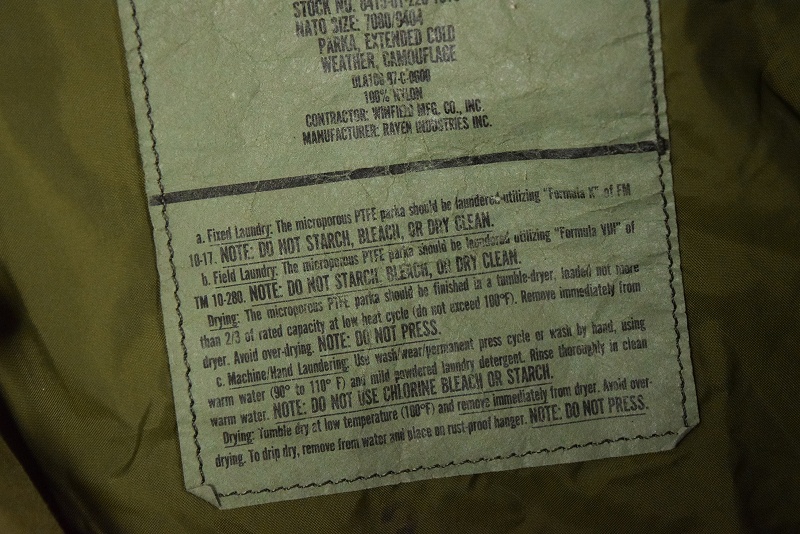 STOCK NO. 8415-01-228-
NATO SIZE: 7080/9404
PARKA, EXTENDED COLD
WEATHER, CAMOUFLAGE
DLA100-97-C-0600
100% NYLON
CONTRACTOR: WINFIELD MFG. CO., INC.
MANUFACTURER: RAVEN INDUSTRIES INC.
a. Fixed Laundry: The microporous PTFE parka should be laundered utilizing "Formula X" of FM
10-17. NOTE: DO NOT STARCH, BLEACH, OR DRY CLEAN.
b. Field Laundry: The microporous PTFE parka should be laundered utilizing "Formula VIII" of
TM 10-280. NOTE: DO NOT STARCH, BLEACH, OR DRY CLEAN.
Drying: The microporous PTFE parka should be finished in a tumble-dryer, loaded not more
than 2/3 of rated capacity at low heat cycle (do not exceed 100°F). Remove immediately from
dryer. Avoid over-drying. NOTE: DO NOT PRESS.
c. Machine/Hand Laundering: Use wash/wear/permanent press cycle or wash by hand, using
warm water (90° to 110° F) and mild powdered laundry detergent. Rinse thoroughly in clean
warm water. NOTE: DO NOT USE CHLORINE BLEACH OR STARCH.
Drying: Tumble dry at low temperature (100°F) and remove immediately from dryer. Avoid over-
drying. To drip dry, remove from water and place on rust-proof hanger. NOTE: DO NOT PRESS.